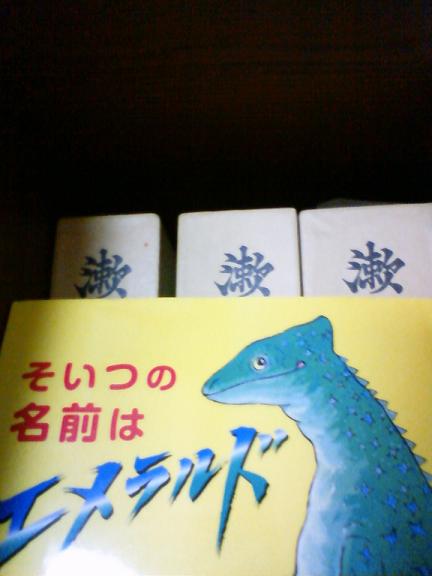 漱 漱 漱
そいつの
名前は
エメラルド